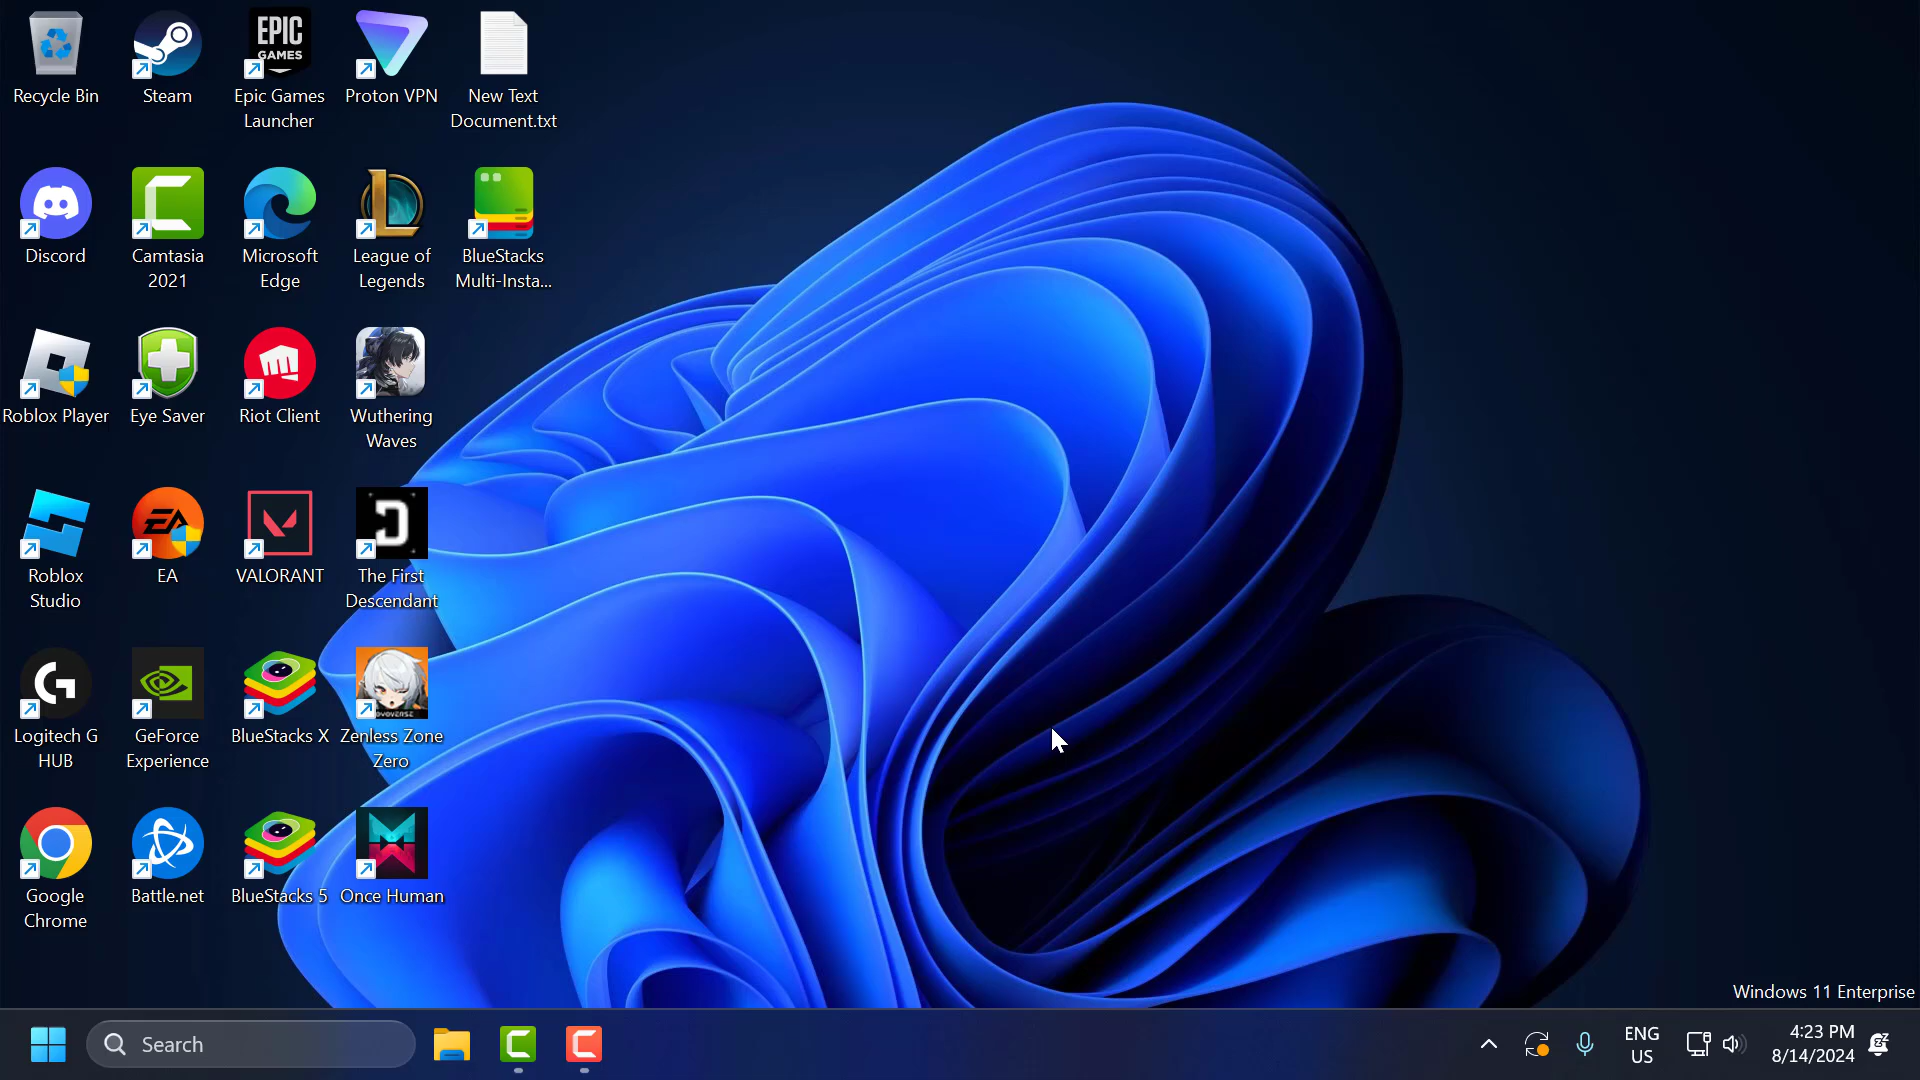 Recycle Bin
Steam
EPIC
GAMES
Epic Games
Launcher
Proton VPN
New Text
Document.txt
Discord
Camtasia
2021
Microsoft
Edge
League of
Legends
BlueStacks
Multi-Insta...
Roblox Player
Eye Saver
Riot Client
Wuthering
Waves
Roblox
Studio
EA
EA
VALORANT
The First
Descendant
Logitech G
HUB
GeForce
Experience
BlueStacks X
Zenless Zone
Zero
Google
Chrome
Battle.net
BlueStacks 5
Once Human
Windows 11 Enterprise
Search
ENG
US
4:23 PM
8/14/2024